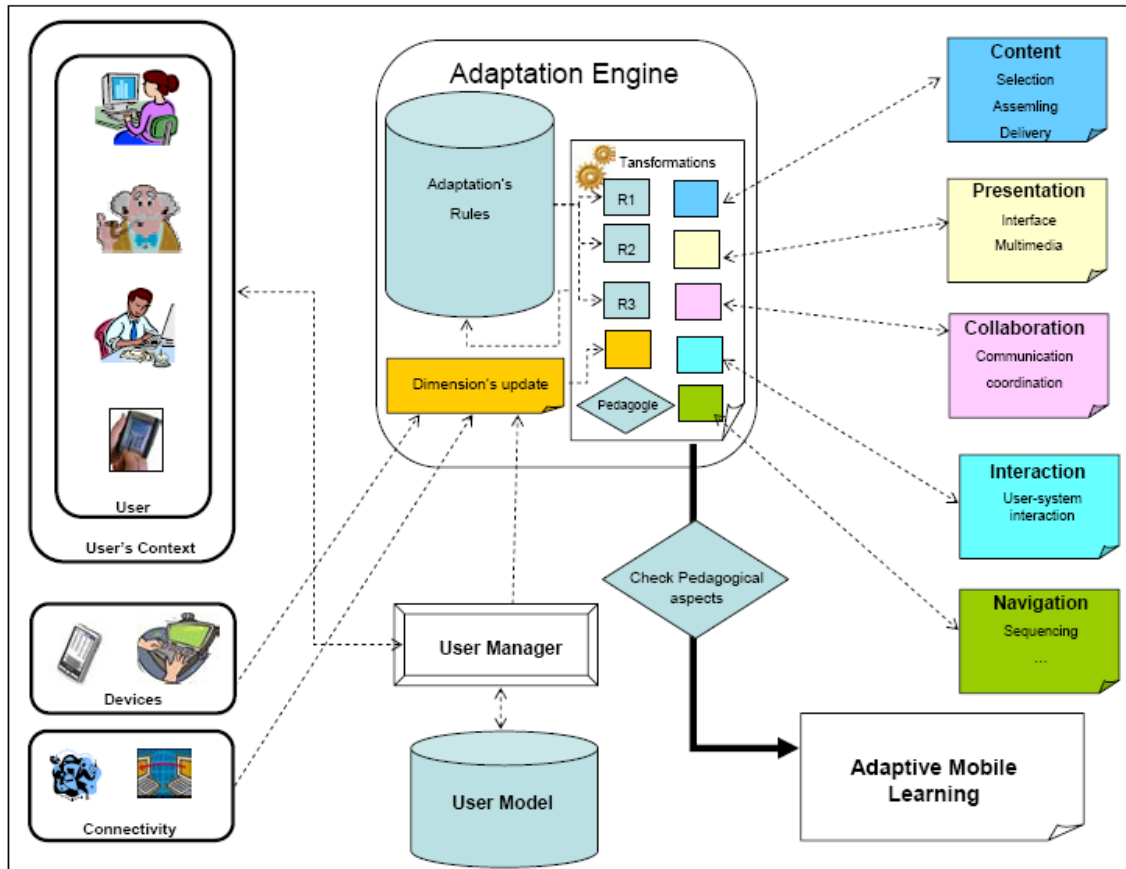 Adaptation Engine
Adaptation's
Rules
Tansformations
R1
R2
R3
Dimension's update
Pedagogle
User
User's Context
Devices
Connectivity
User Manager
User Model
Check Pedagogical
aspects
Content
Selection
Assemling
Delivery
Presentation
Interface
Multimedia
Collaboration
Communication
coordination
Interaction
User-system
interaction
Navigation
Sequencing
...
Adaptive Mobile
Learning